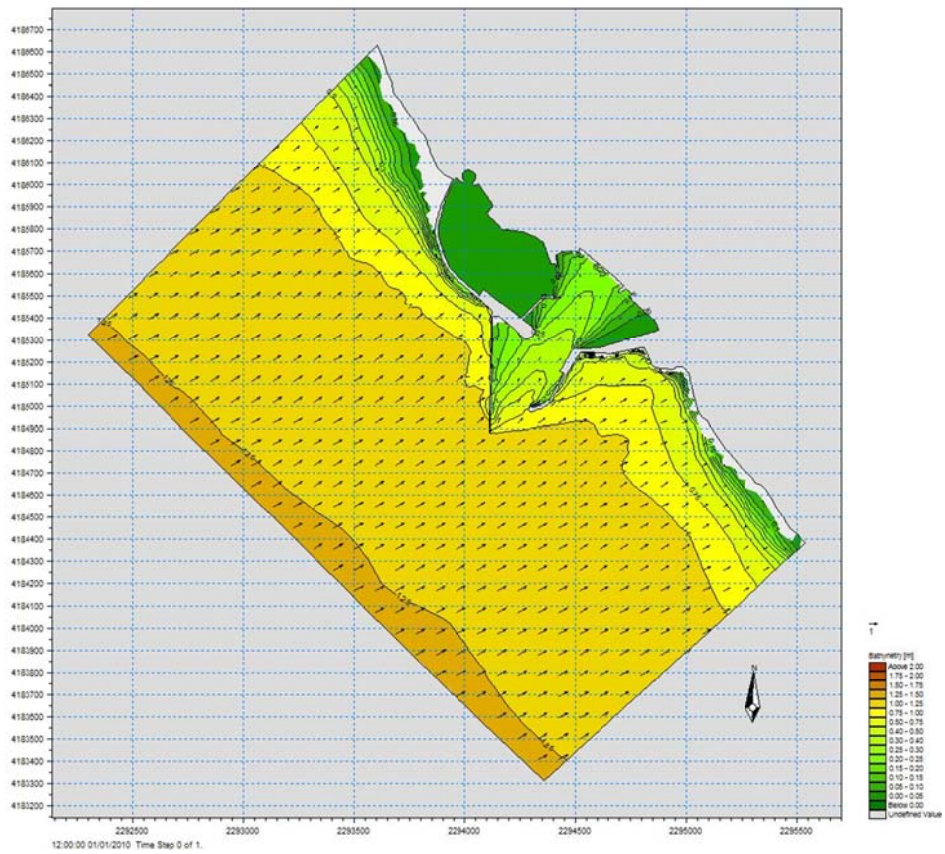 4186700
4186600
4186500
4186400
4186300
4186200
4186100
4186000
4185900
4185800
4185700
4185600
4185500
4185400
4185300
4185200
4185100
4185000
4184900
4184800
4184700
4184600
4184500
4184400
4184300
4184200
4184100
4184000
4183900
4183800
4183700
4183600
4183500
4183400
4183300
4183200
2292500
2293000
2293500
2294000
2294500
2295000
2295500
12:00:00 01/01/2010 Time Step 0 of 1.
N
1
Bathymetry [m]
Above 2.00
1.75 - 2.00
1.50 - 1.75
1.25 - 1.50
1.00 - 1.25
0.75 - 1.00
0.50 - 0.75
0.40 - 0.50
0.30 - 0.40
0.25 - 0.30
0.20 - 0.25
0.15 - 0.20
0.10 - 0.15
0.05 - 0.10
0.00 - 0.05
Below 0.00
Undefined Value